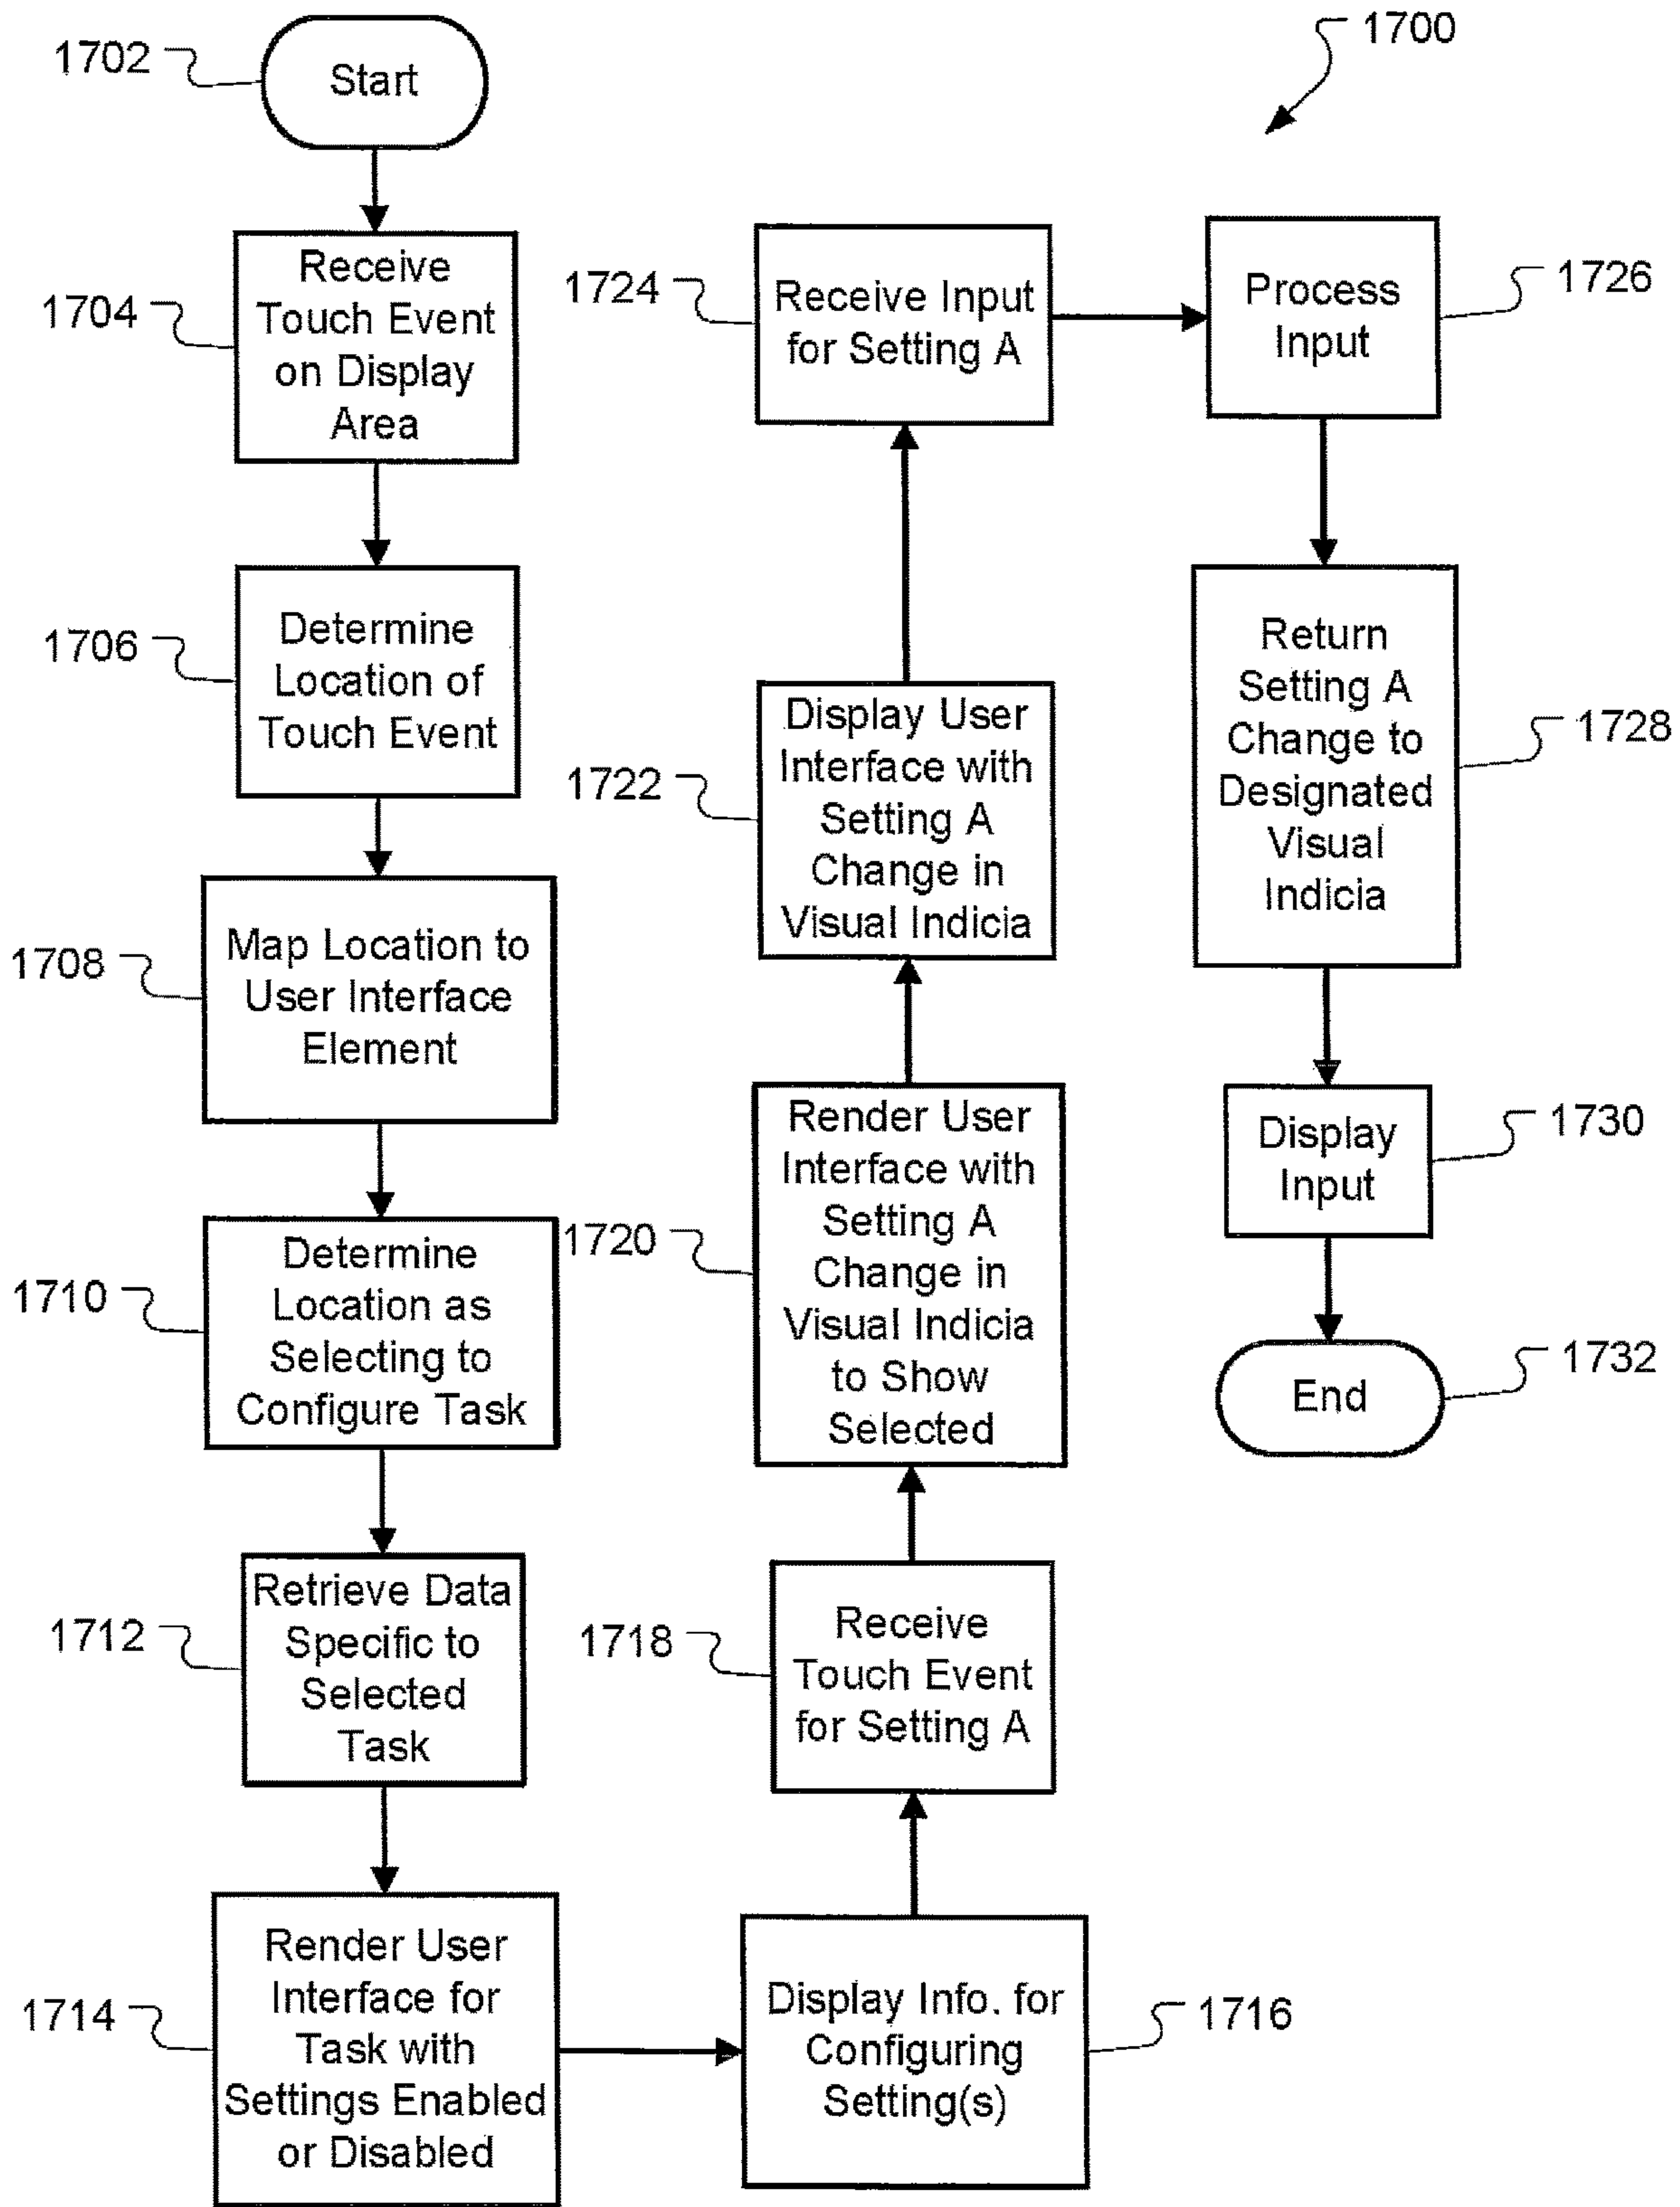 1700
1702
Start
1704
Receive
Touch Event
on Display
Area
1706
Determine
Location of
Touch Event
1708
Map Location to
User Interface
Element
1710
Determine
Location as
Selecting to
Configure Task
1712
Retrieve Data
Specific to
Selected
Task
1714
Render User
Interface for
Task with
Settings Enabled
or Disabled
1716
Display Info. for
Configuring
Setting(s)
1718
Receive
Touch Event
for Setting A
1720
Render User
Interface with
Setting A
Change in
Visual Indicia
to Show
Selected
1722
Display User
Interface with
Setting A
Change in
Visual Indicia
1724
Receive Input
for Setting A
1726
Process
Input
1728
Return
Setting A
Change to
Designated
Visual
Indicia
1730
Display
Input
1732
End